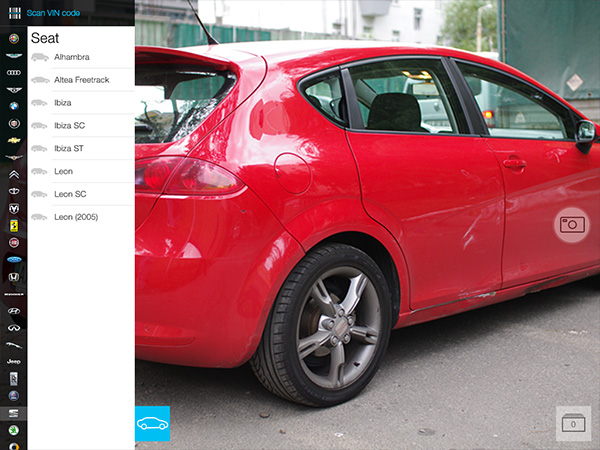 Scan VIN code
Seat
Alhambra
Altea Freetrack
Ibiza
Ibiza SC
Ibiza ST
Leon
Leon SC
Leon (2005)
Jeep
0